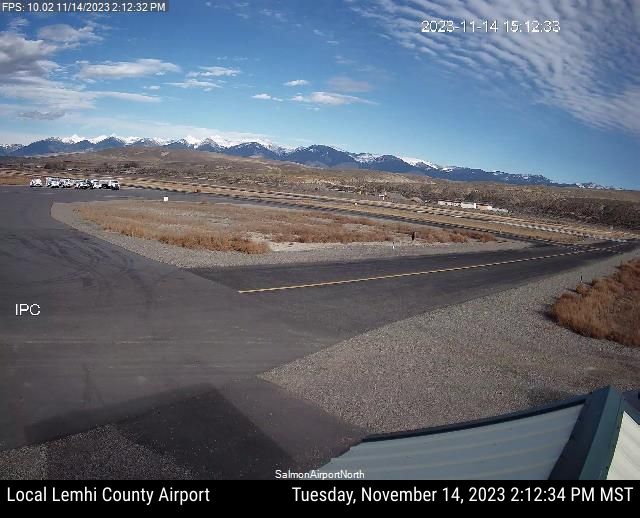 FPS: 10.02 11/14/2023 2:12:32 PM
2023-11-14 15:12:33
IPC
SalmonAirportNorth
Local Lemhi County Airport
Tuesday, November 14, 2023 2:12:34 PM MST